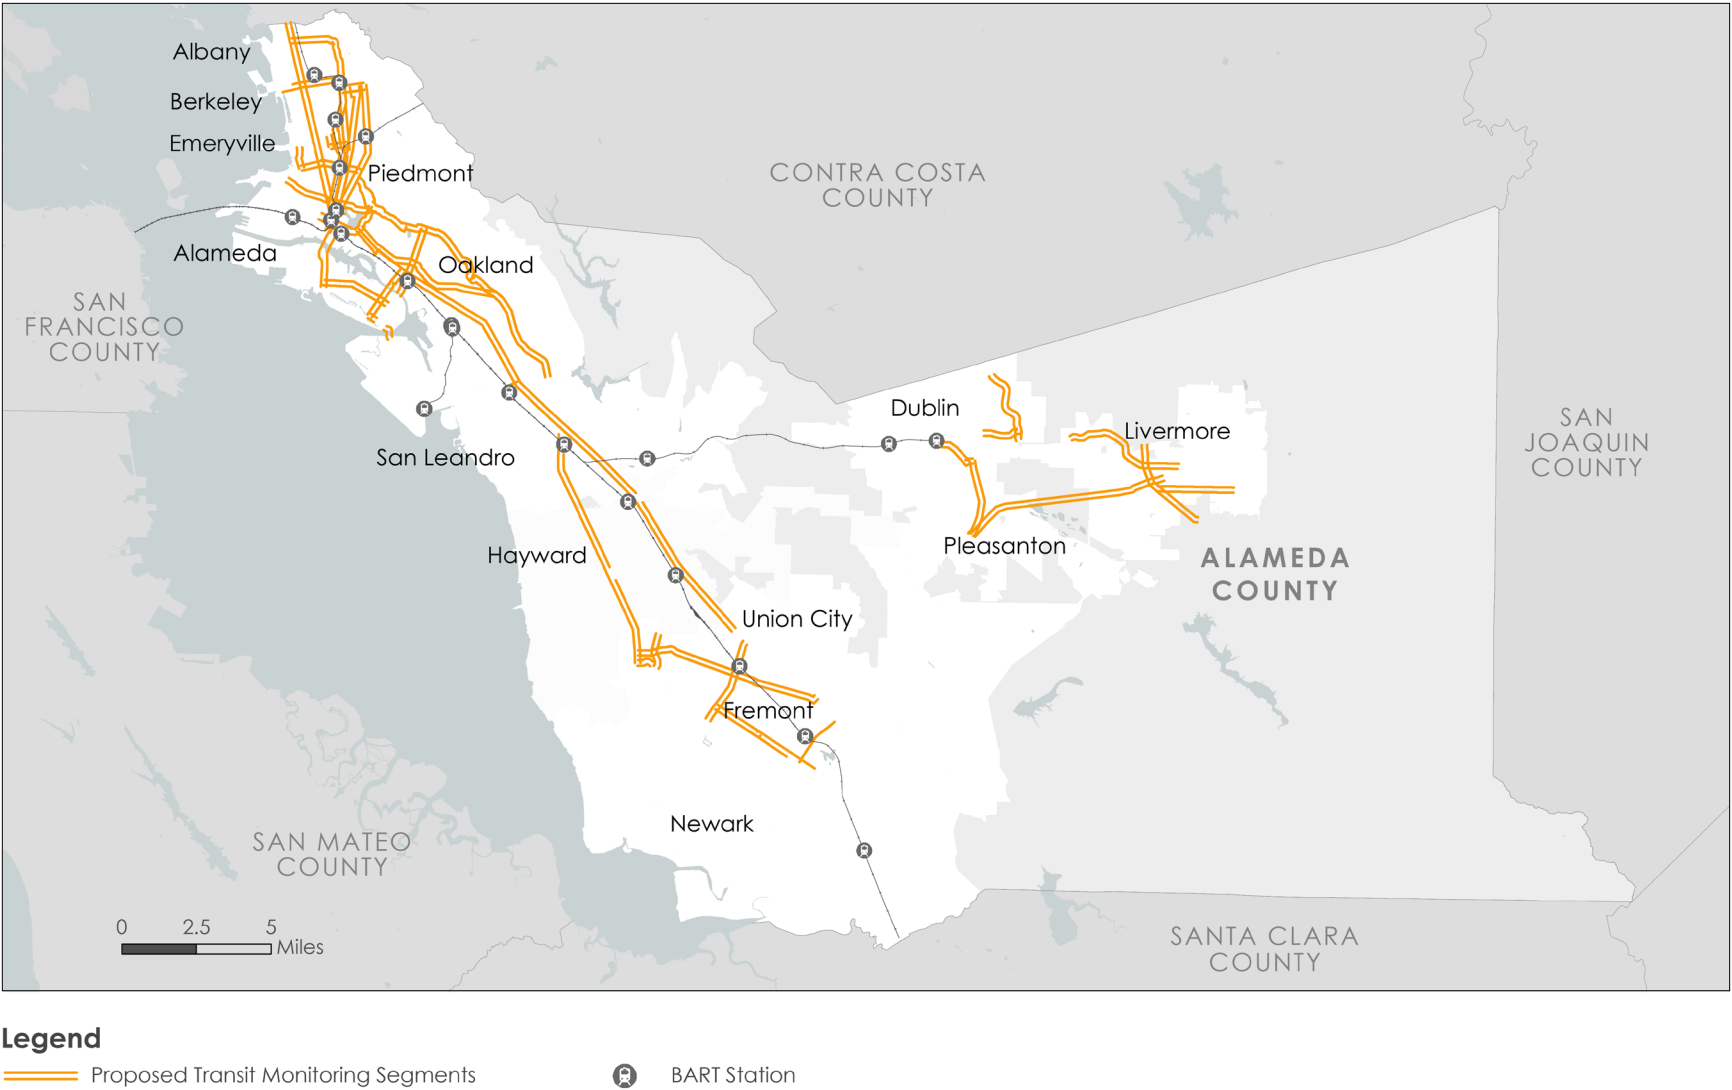 Albany
Berkeley
Emeryville
Piedmont
CONTRA COSTA
COUNTY
Alameda
Oakland
SAN
FRANCISCO
COUNTY
Dublin
Livermore
SAN
JOAQUIN
COUNTY
San Leandro
Hayward
Pleasanton
ALAMEDA
COUNTY
Union City
Fremont
Newark
SAN MATEO
COUNTY
0 2.5 5
Miles
SANTA CLARA
COUNTY
Legend
Proposed Transit Monitoring Segments
BART Station